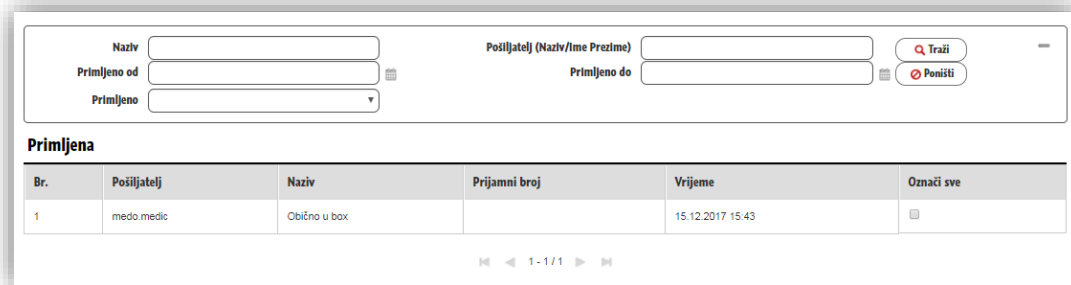 Naziv Pošiljatelj (Naziv/Ime Prezime) Traži
Primljeno od Primljeno do Poništi
Primljeno
Primljena
Br. Pošiljatelj Naziv Prijamni broj Vrijeme Označi sve
1 medo.medic Obično u box 15.12.2017 15:43
1 - 1 / 1